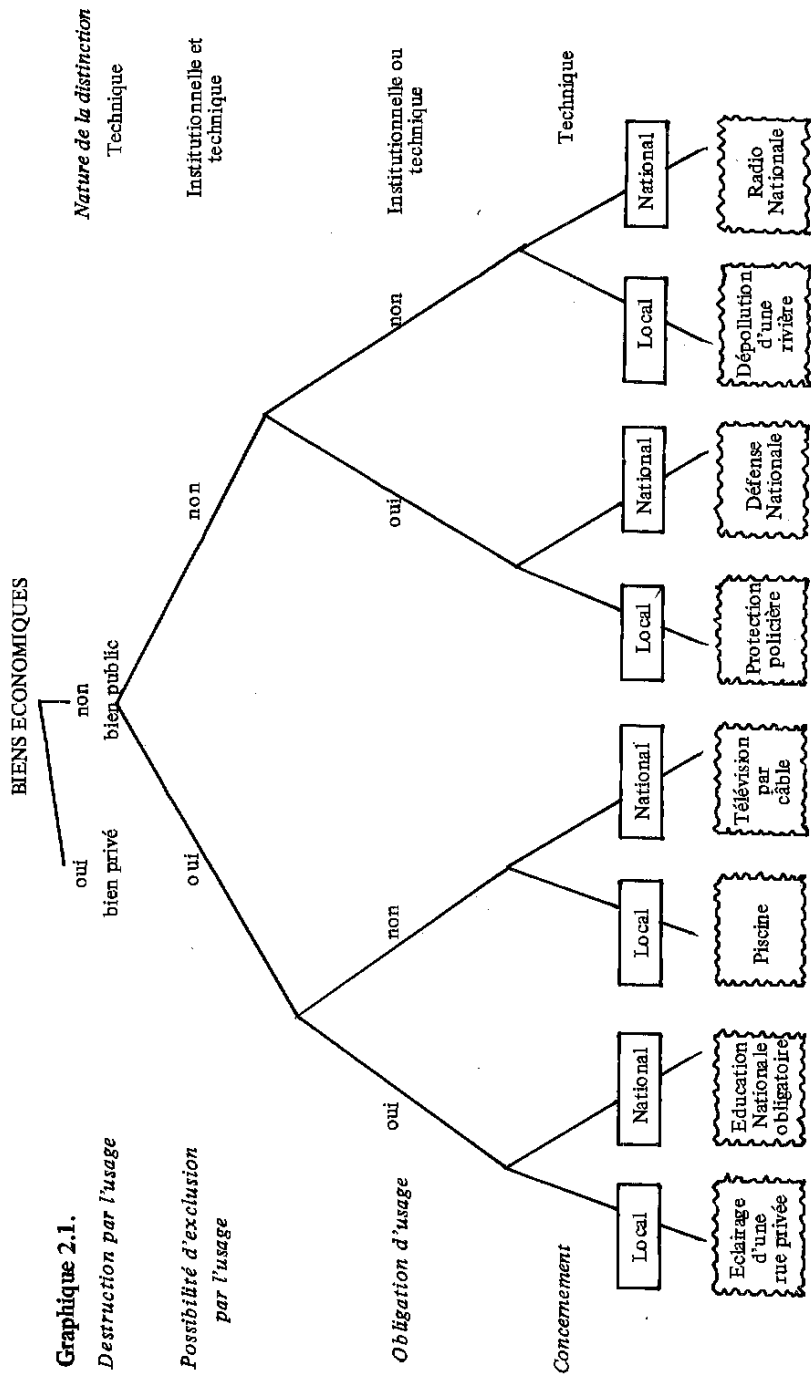 Graphique 2.1.
BIENS ECONOMIQUES
Nature de la distinction
Destruction par l'usage
oui
bien privé
non
bien public
Technique
Possibilité d'exclusion
par l'usage
oui
non
Institutionnelle et
technique
Obligation d'usage
oui
non
oui
non
Institutionnelle ou
technique
Concernement
Technique
Local
National
Local
National
Local
National
Local
National
Eclairage
d'une
rue privée
Education
Nationale
obligatoire
Piscine
Télévision
par
câble
Protection
policière
Défense
Nationale
Dépollution
d'une
rivière
Radio
Nationale